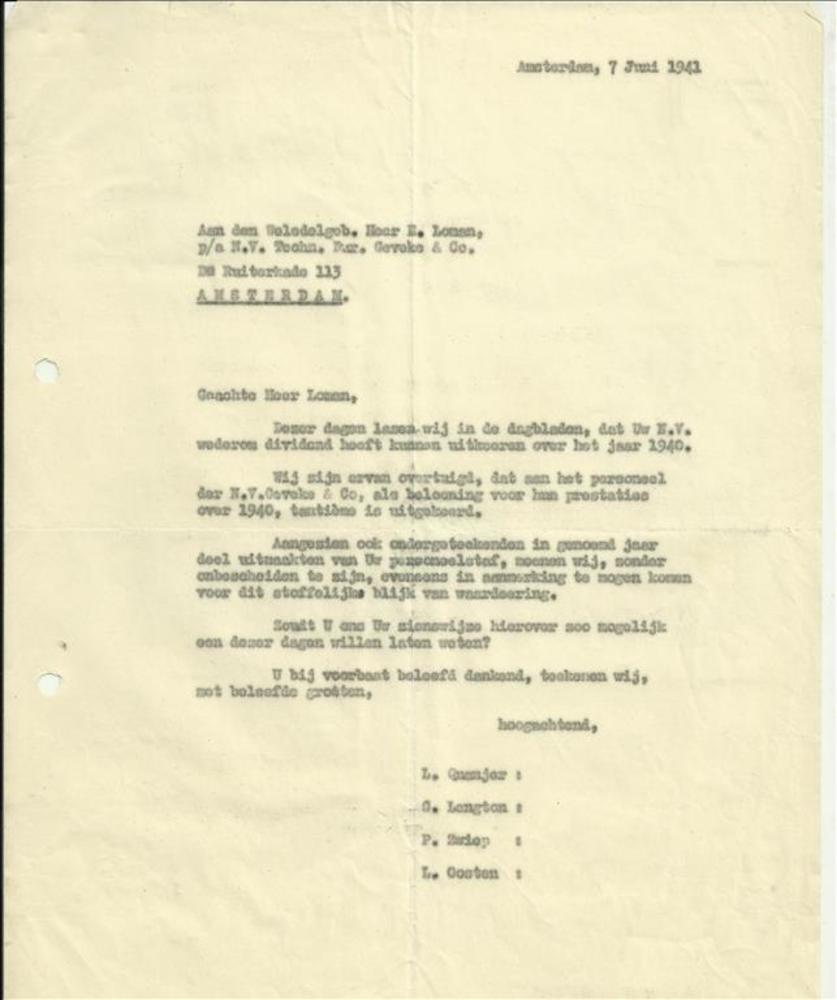 Amsterdam, 7 Juni 1941
Aan den Weledelgeb. Heer E. Loman,
p/a N.V. Techn. Bur. Geveke & Co.
De Ruiterkade 113
AMSTERDAM.
Geachte Heer Loman,
Dezer dagen lazen wij in de dagbladen, dat Uw N.V.
wederom dividend heeft kunnen uitkeeren over het jaar 1940.
Wij zijn ervan overtuigd, dat aan het personeel
der N.V.Geveke & Co, als belooning voor hun prestaties
over 1940, tantième is uitgekeerd.
Aangezien ook ondergeteekenden in genoemd jaar
deel uitmaakten van Uw personeelstaf, meenen wij, zonder
onbescheiden te zijn, eveneens in aanmerking te mogen komen
voor dit stoffelijke blijk van waardeering.
Zoudt U ons Uw zienswijze hierover zoo mogelijk
een dezer dagen willen laten weten?
U bij voorbaat beleefd dankend, teekenen wij,
met beleefde groeten,
hoogachtend,
L. Quanjer :
G. Lengton :
P. Zwiep :
L. Oosten :